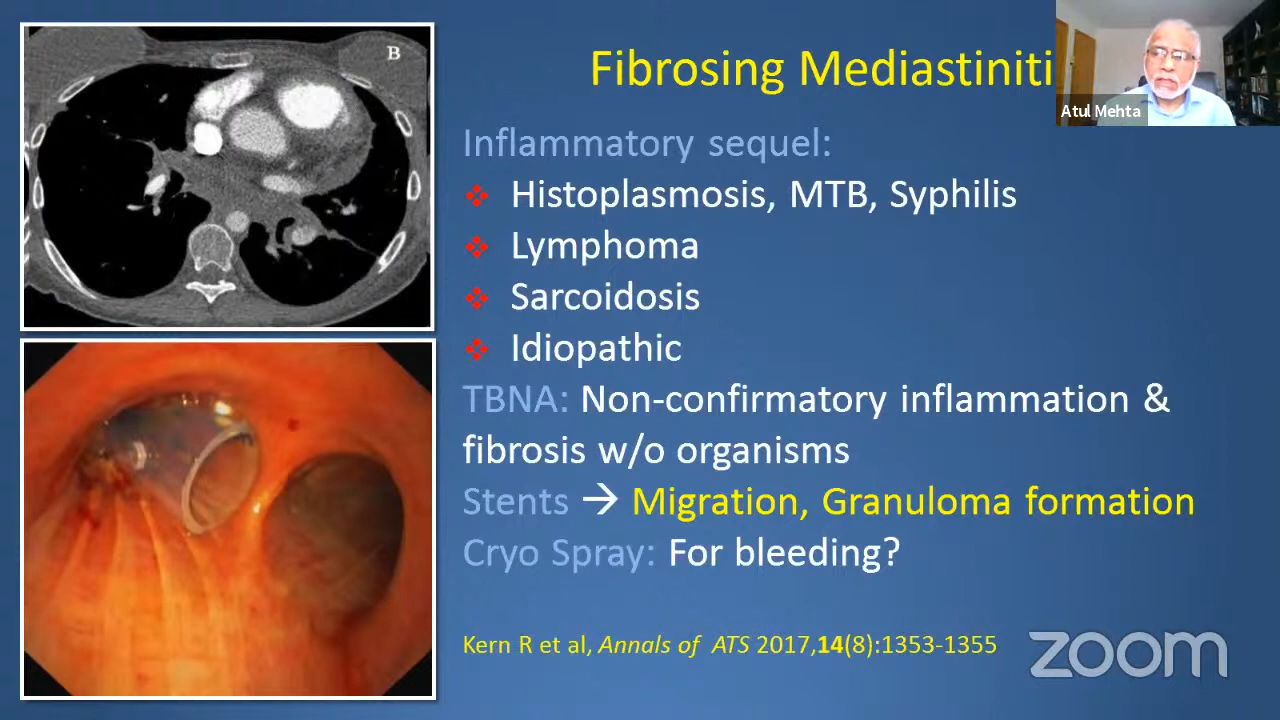 B
Fibrosing Mediastiniti
Atul Mehta
Inflammatory sequel:
Histoplasmosis, MTB, Syphilis
Lymphoma
Sarcoidosis
Idiopathic
TBNA: Non-confirmatory inflammation &
fibrosis w/o organisms
Stents → Migration, Granuloma formation
Cryo Spray: For bleeding?
Kern R et al, Annals of ATS 2017,14(8):1353-1355
zoom